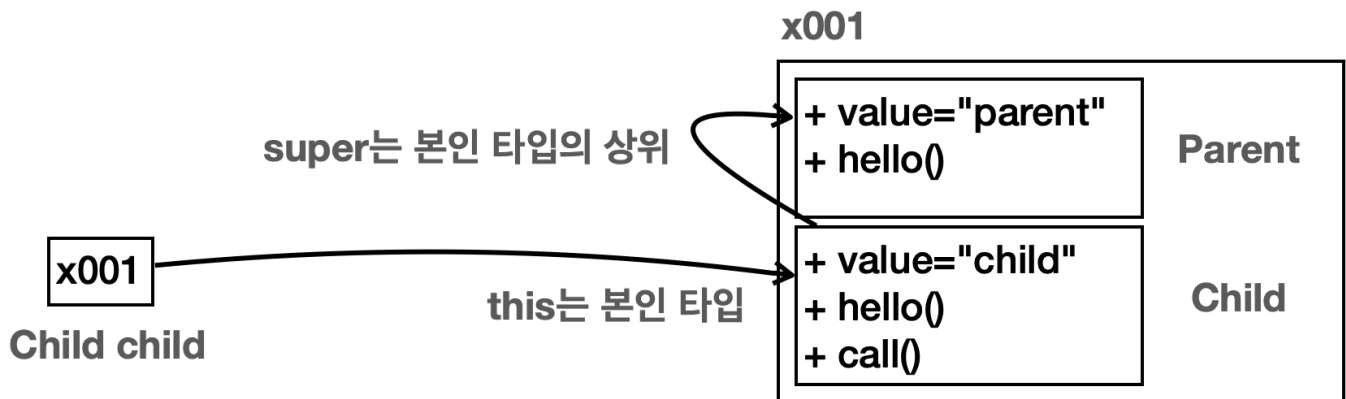 x001
+ value="parent"
+ hello()
Parent
super는 본인 타입의 상위
x001
Child child
this는 본인 타입
+ value="child"
+ hello()
+ call()
Child